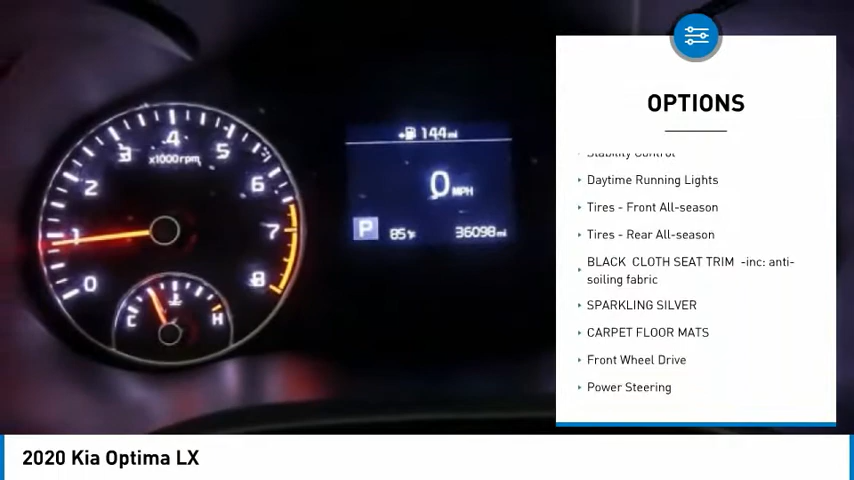 OPTIONS
Stability Control
Daytime Running Lights
Tires - Front All-season
Tires - Rear All-season
BLACK CLOTH SEAT TRIM -inc: anti-
soiling fabric
SPARKLING SILVER
CARPET FLOOR MATS
Front Wheel Drive
Power Steering
0
1
2
3
4
5
6
7
8
x1000rpm
C
H
144mi
0 MPH
P
85°F
36098mi
2020 Kia Optima LX